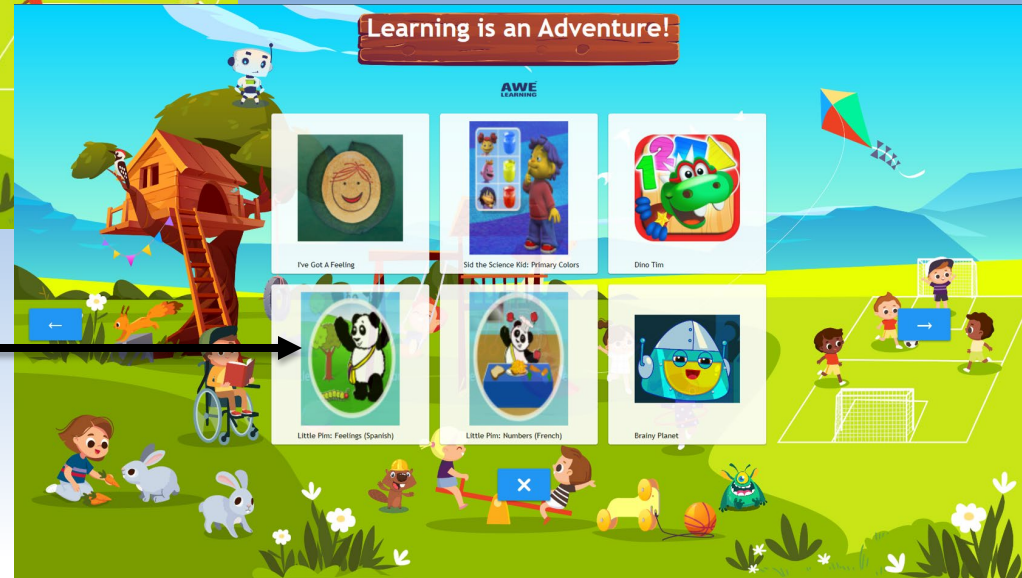 Learning is an Adventure!
AWE
LEARNING
I've Got A Feeling
Sid the Science Kid: Primary Colors
Dino Tim
Little Pim: Feelings (Spanish)
Little Pim: Numbers (French)
Brainy Planet